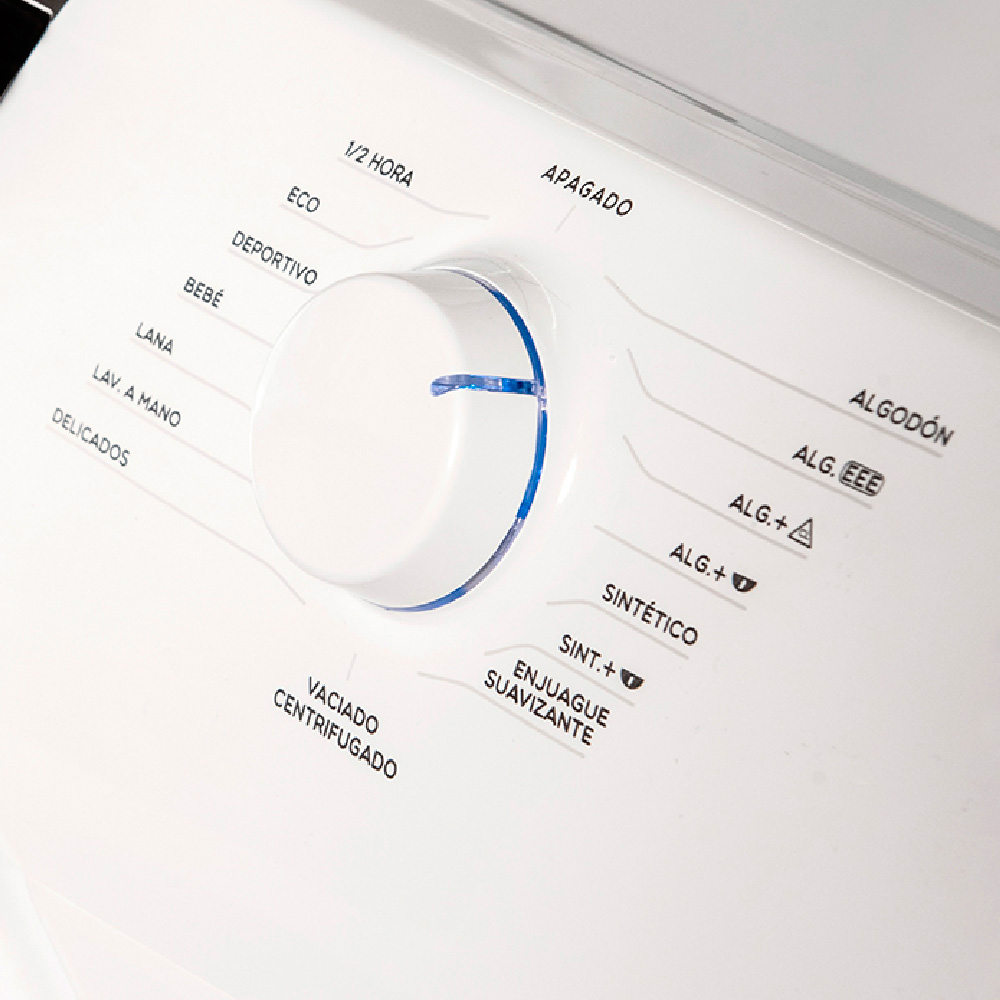 1/2 HORA
ECO
DEPORTIVO
BEBÉ
LANA
LAV. A MANO
DELICADOS
APAGADO
ALGODÓN
ALG. EEE
ALG.+
ALG.+
SINTÉTICO
SINT.+
ENJUAGUE
SUAVIZANTE
VACIADO
CENTRIFUGADO